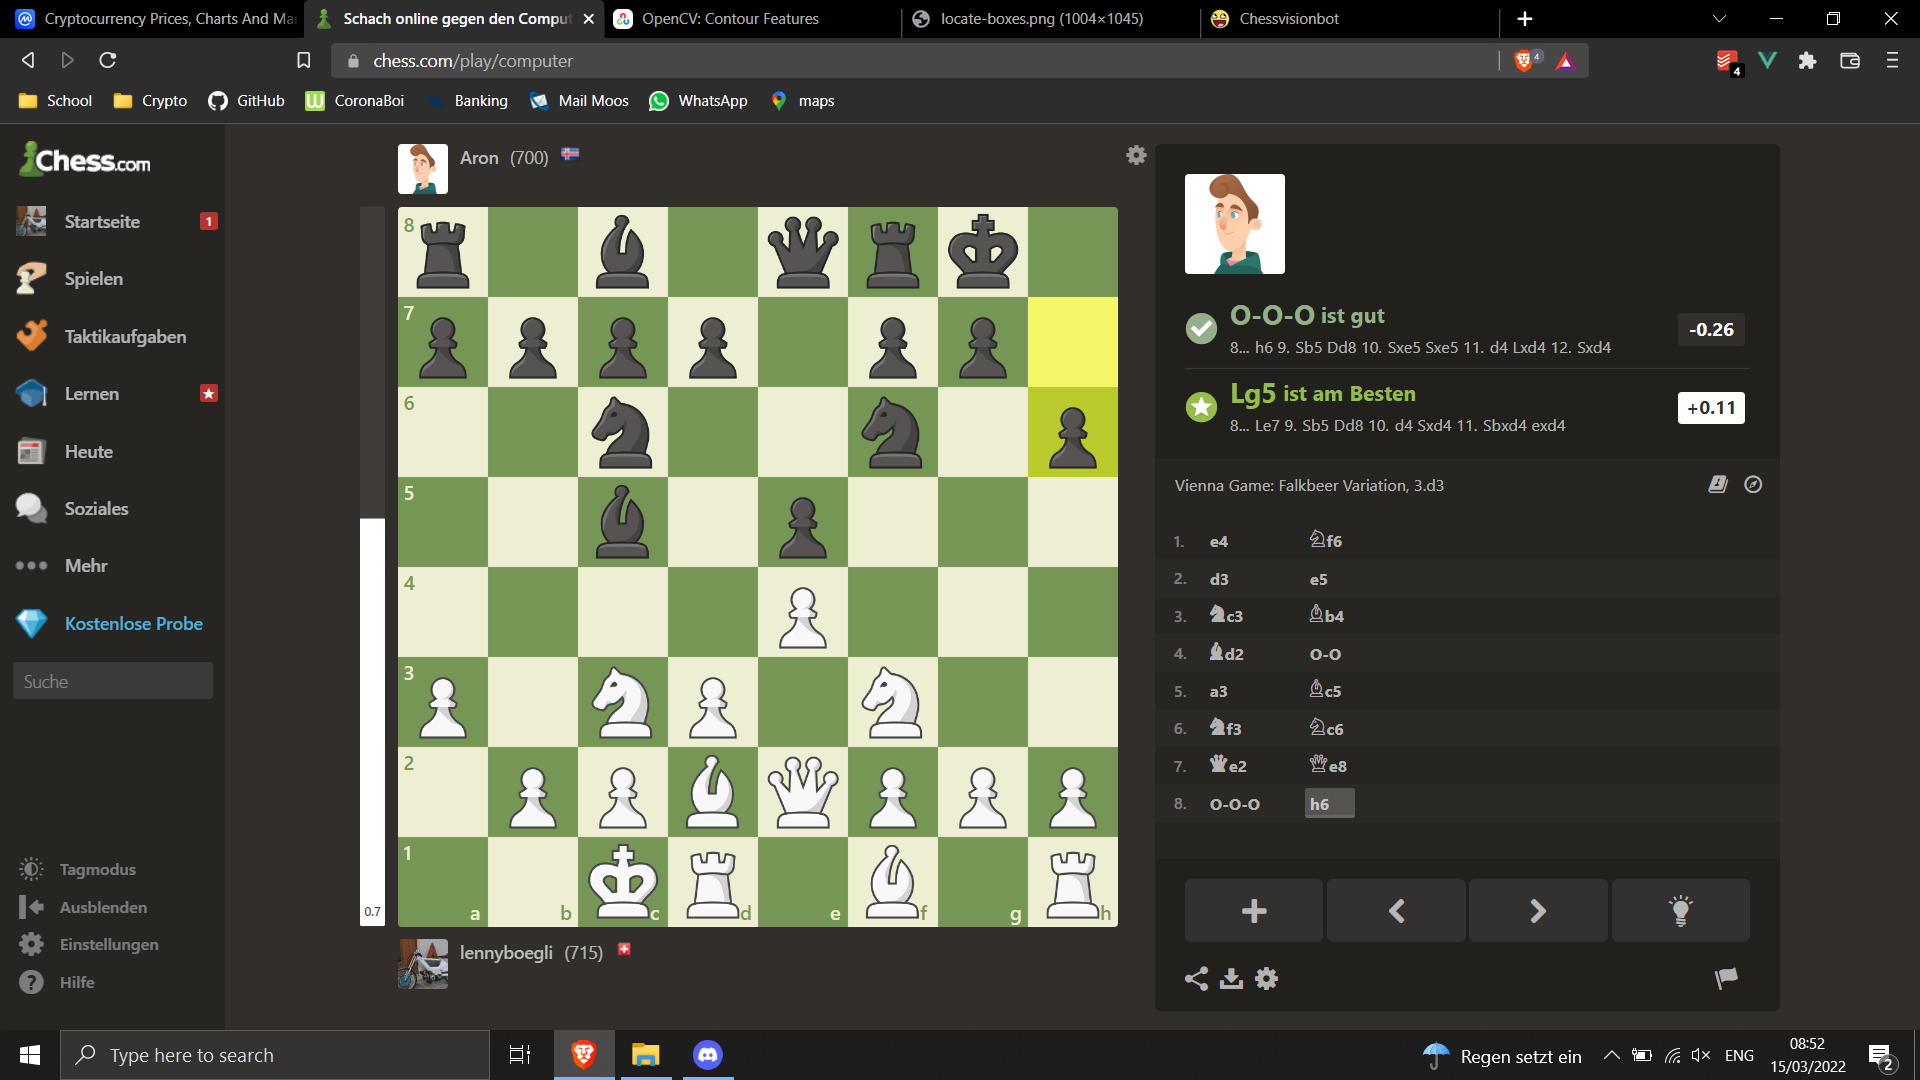 Cryptocurrency Prices, Charts And Ma
Schach online gegen den Comput
OpenCV: Contour Features
locate-boxes.png (1004×1045)
Chessvisionbot
chess.com/play/computer
4
4
School
Crypto
GitHub
CoronaBoi
Banking
Mail Moos
WhatsApp
maps
Chess.com
Startseite
1
Spielen
Taktikaufgaben
Lernen
Heute
Soziales
Mehr
Kostenlose Probe
Suche
Tagmodus
Ausblenden
Einstellungen
Hilfe
Aron (700)
8
7
6
5
4
3
2
1
a b c d e f g h
0.7
lennyboegli (715)
O-O-O ist gut
-0.26
8... h6 9. Sb5 Dd8 10. Sxe5 Sxe5 11. d4 Lxd4 12. Sxd4
Lg5 ist am Besten
+0.11
8... Le7 9. Sb5 Dd8 10. d4 Sxd4 11. Sbxd4 exd4
Vienna Game: Falkbeer Variation, 3.d3
1. e4 ♘f6
2. d3 e5
3. ♞c3 ♗b4
4. ♝d2 O-O
5. a3 ♗c5
6. ♞f3 ♘c6
7. ♛e2 ♕e8
8. O-O-O h6
Type here to search
Regen setzt ein
ENG
08:52
15/03/2022
2